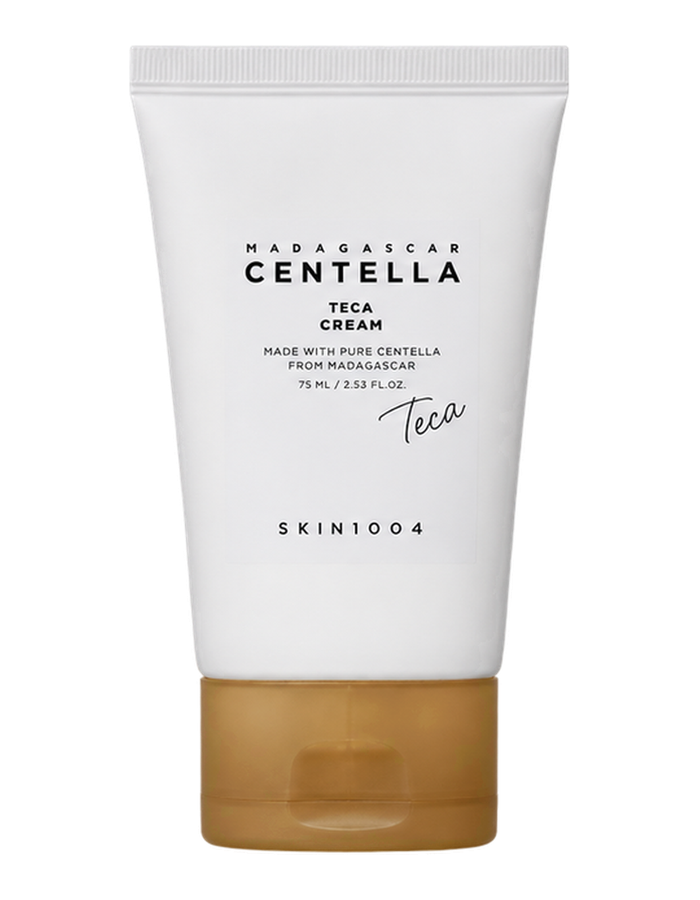 MADAGASCAR
CENTELLA
TECA
CREAM
MADE WITH PURE CENTELLA
FROM MADAGASCAR
75 ML / 2.53 FL.OZ.
Teca
SKIN1004